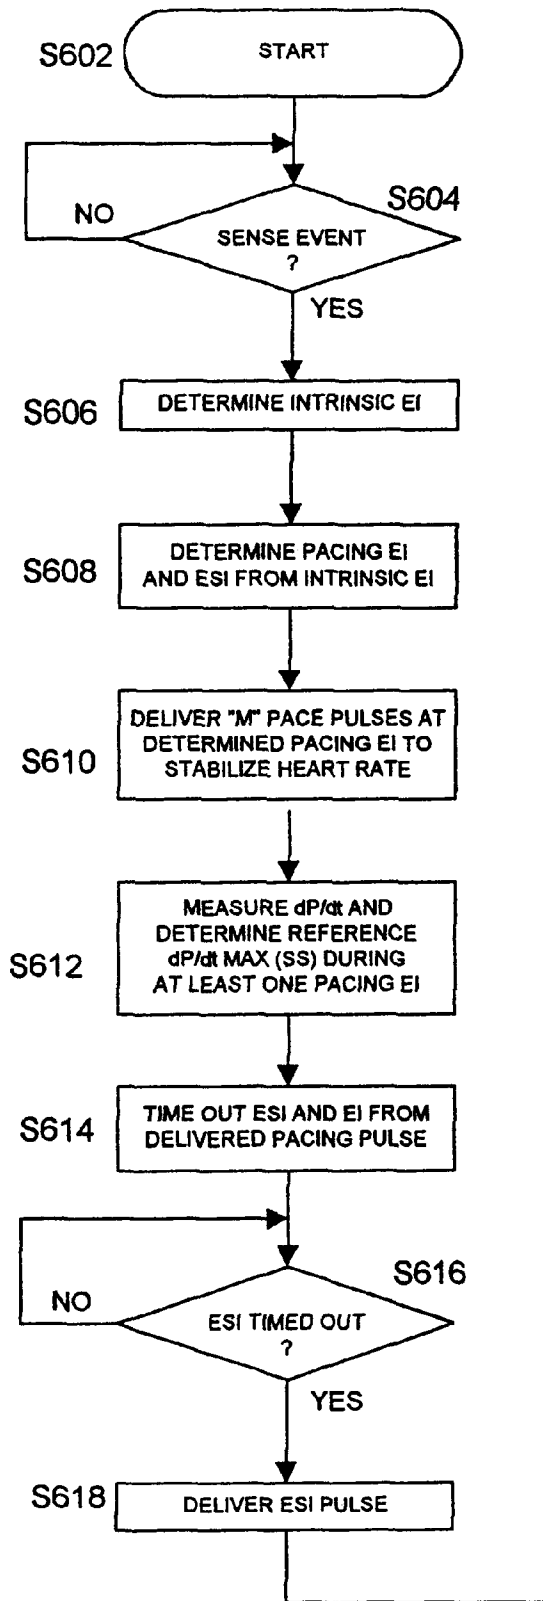 S602
START
S604
NO
SENSE EVENT
?
YES
S606
DETERMINE INTRINSIC EI
S608
DETERMINE PACING EI
AND ESI FROM INTRINSIC EI
S610
DELIVER "M" PACE PULSES AT
DETERMINED PACING EI TO
STABILIZE HEART RATE
S612
MEASURE dP/dt AND
DETERMINE REFERENCE
dP/dt MAX (SS) DURING
AT LEAST ONE PACING EI
S614
TIME OUT ESI AND EI FROM
DELIVERED PACING PULSE
S616
NO
ESI TIMED OUT
?
YES
S618
DELIVER ESI PULSE